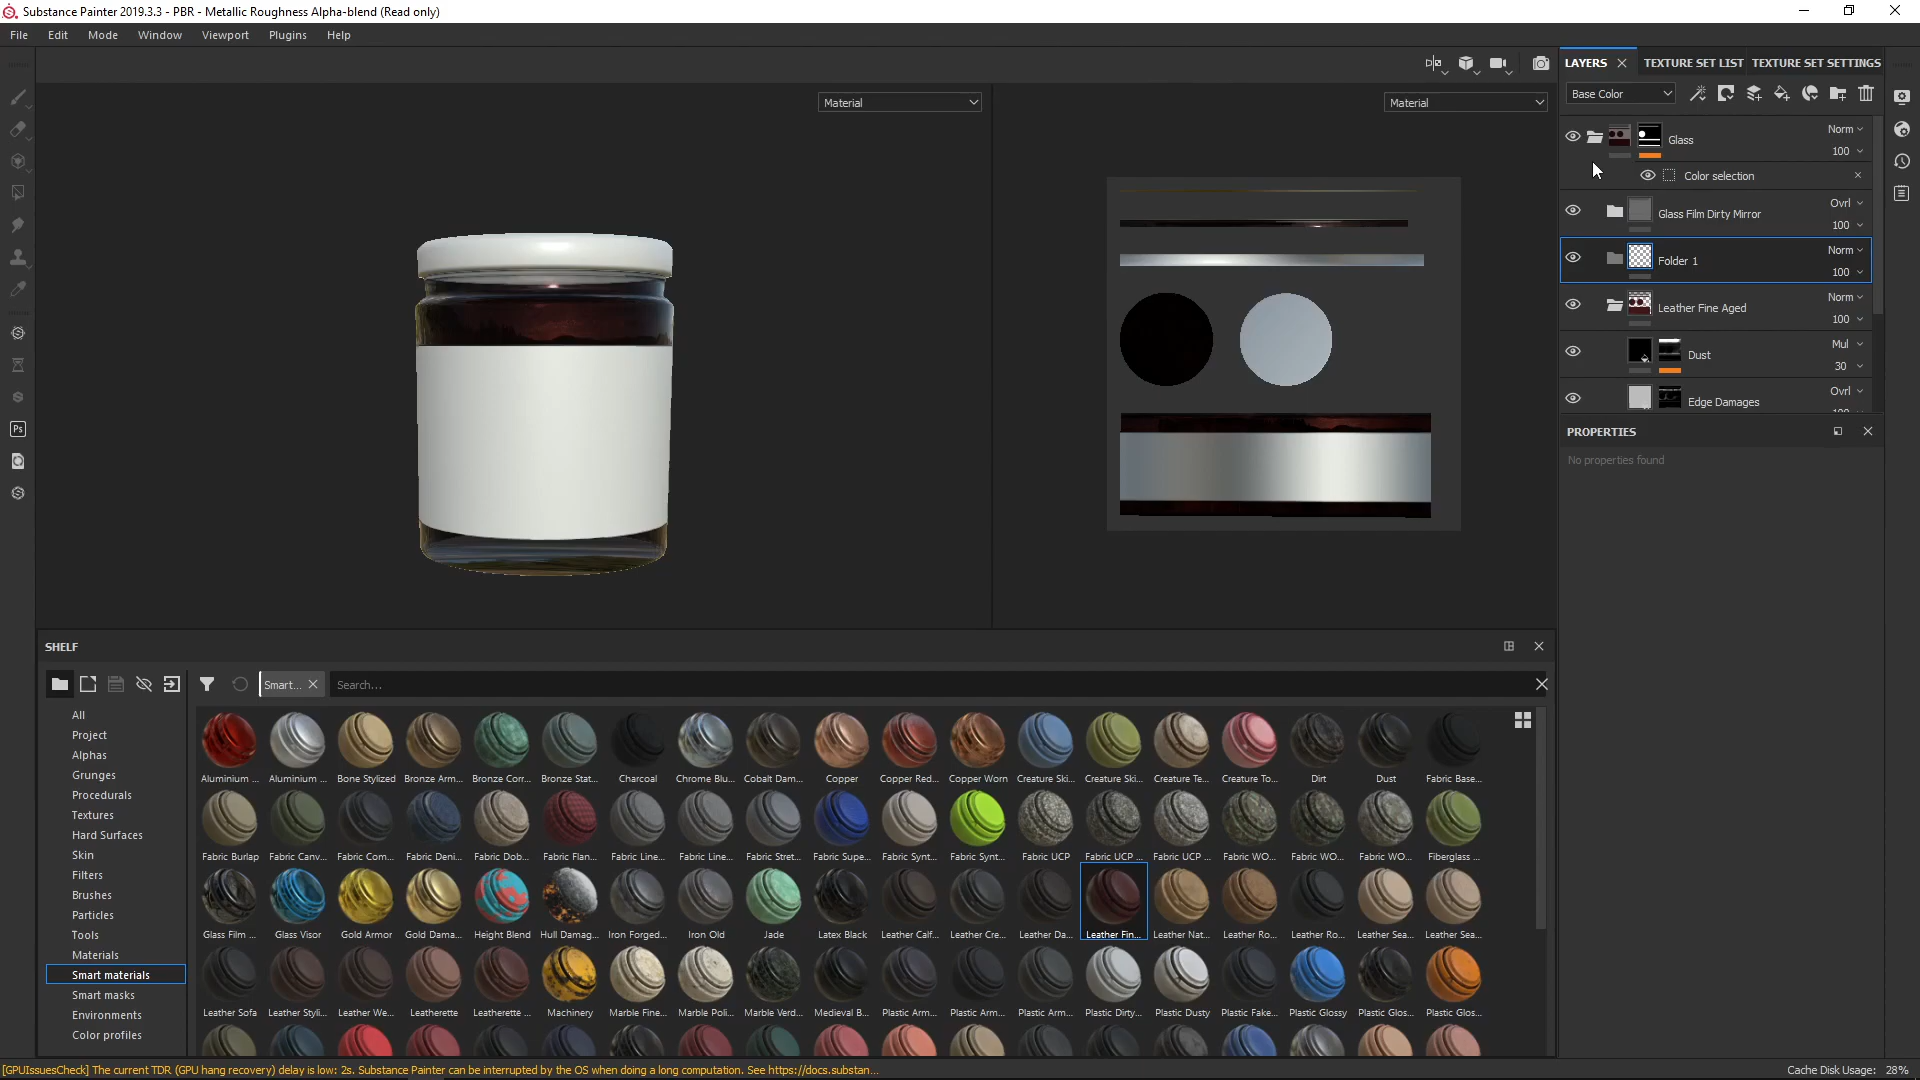 Substance Painter 2019.3.3 - PBR - Metallic Roughness Alpha-blend (Read only)
File Edit Mode Window Viewport Plugins Help
LAYERS TEXTURE SET LIST TEXTURE SET SETTINGS
Material Material Base Color
Glass Norm 100
Color selection
Glass Film Dirty Mirror Ovrl 100
Folder 1 Norm 100
Leather Fine Aged Norm 100
Dust Mul 30
Edge Damages Ovrl
PROPERTIES
No properties found
Ps
SHELF
Smart... Search...
All
Project
Alphas
Grunges
Procedurals
Textures
Hard Surfaces
Skin
Filters
Brushes
Particles
Tools
Materials
Smart materials
Smart masks
Environments
Color profiles
Aluminium ... Aluminium ... Bone Stylized Bronze Arm... Bronze Corr... Bronze Stat... Charcoal Chrome Blu... Cobalt Dam... Copper Copper Red... Copper Worn Creature Ski... Creature Ski... Creature Te... Creature To... Dirt Dust Fabric Base...
Fabric Burlap Fabric Canv... Fabric Com... Fabric Deni... Fabric Dob... Fabric Flan... Fabric Line... Fabric Line... Fabric Stret... Fabric Supe... Fabric Synt... Fabric Synt... Fabric UCP Fabric UCP ... Fabric UCP ... Fabric WO... Fabric WO... Fabric WO... Fiberglass ...
Glass Film ... Glass Visor Gold Armor Gold Dama... Height Blend Hull Damag... Iron Forged... Iron Old Jade Latex Black Leather Calf... Leather Cre... Leather Da... Leather Fin... Leather Nat... Leather Ro... Leather Ro... Leather Sea... Leather Sea...
Leather Sofa Leather Styli... Leather We... Leatherette Leatherette ... Machinery Marble Fine... Marble Poli... Marble Verd... Medieval B... Plastic Arm... Plastic Arm... Plastic Arm... Plastic Dirty... Plastic Dusty Plastic Fake... Plastic Glossy Plastic Glos... Plastic Glos...
[GPUIssuesCheck] The current TDR (GPU hang recovery) delay is low: 2s. Substance Painter can be interrupted by the OS when doing a long computation. See https://docs.substan...
Cache Disk Usage: 28%